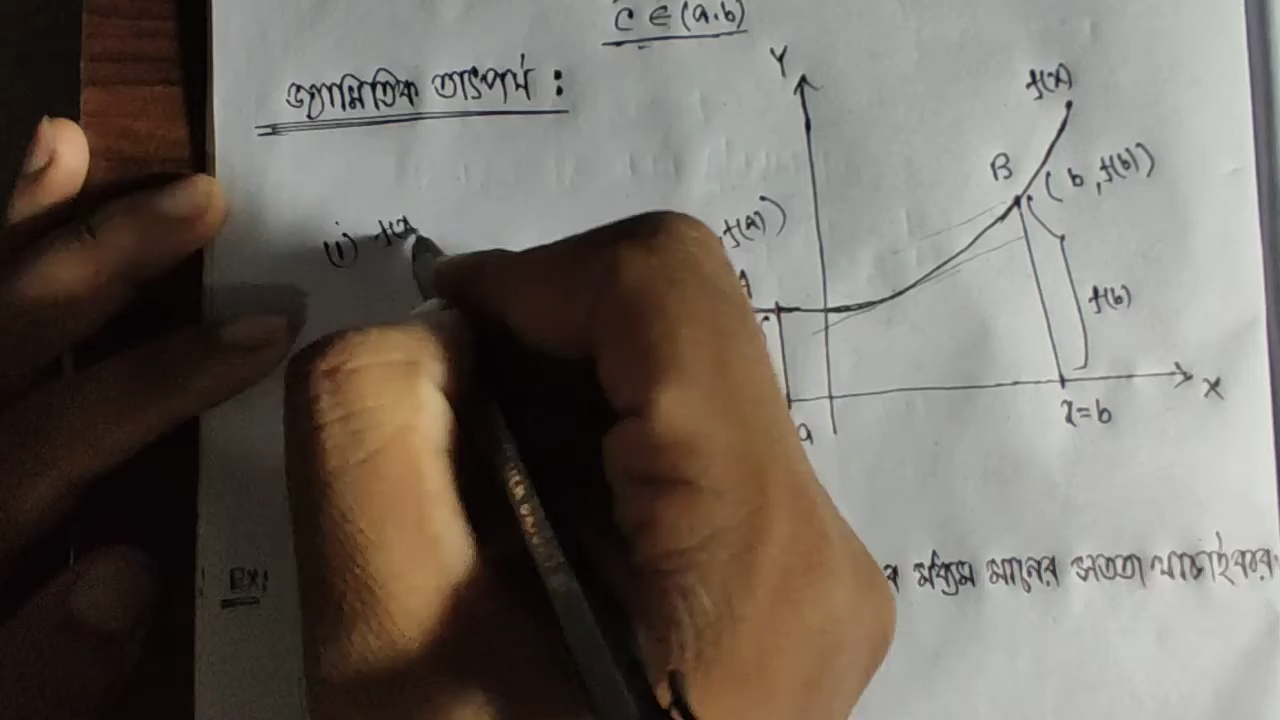 C ∈ (a.b)
জ্যামিতিক তাৎপর্য :
Y
f(x)
B
(b, f(b))
, f(a))
(i) f(x
A
f(b)
X
a
x=b
মধ্যম মানের সত্যতা যাচাই কর
EX: